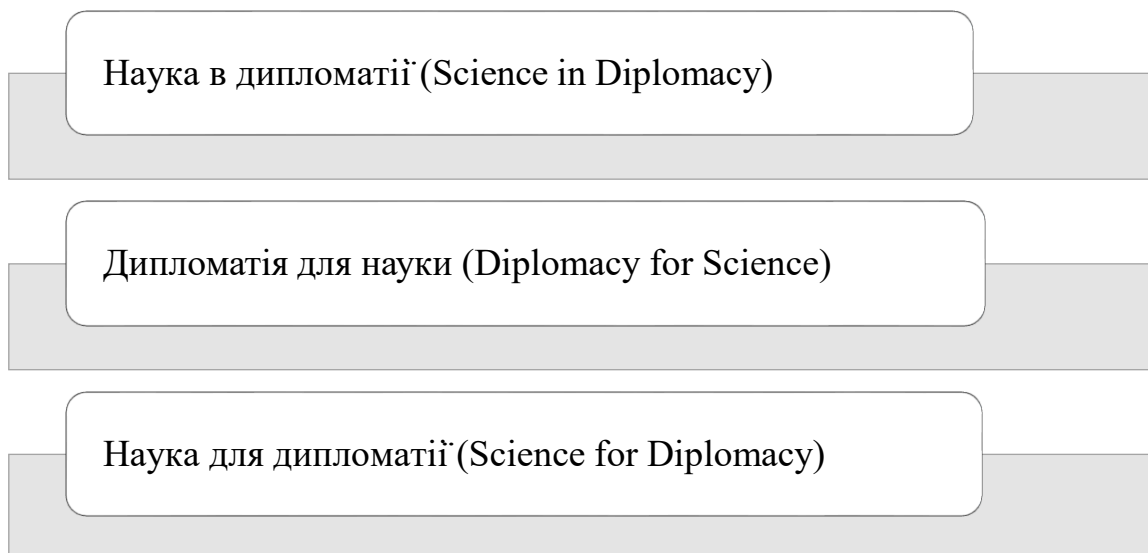 Наука в дипломатії (Science in Diplomacy)
Дипломатія для науки (Diplomacy for Science)
Наука для дипломатії (Science for Diplomacy)